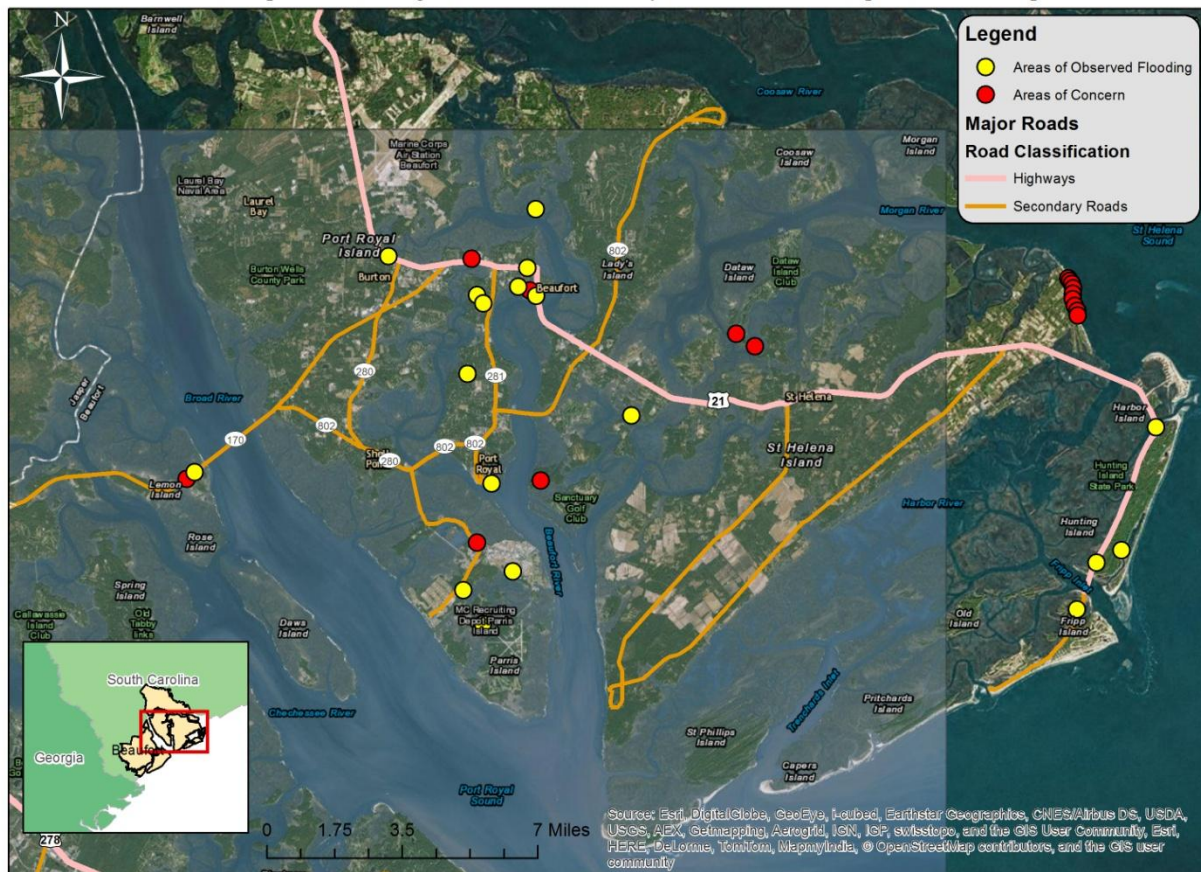 Barnwell
Island
N
Coosaw River
Legend
Areas of Observed Flooding
Areas of Concern
Major Roads
Road Classification
Highways
Secondary Roads
Marine Corps
Air Station
Beaufort
Coosaw
Island
Morgan
Island
Laurel Bay
Naval Area
Laurel
Bay
Morgan River
St Helena
Sound
Port Royal
Island
802
Lady's
Island
Dataw
Island
Dataw
Island
Club
Burton Wells
County Park
Burton
Beaufort
280
281
Jasper
Beaufort
Broad River
21
St Helena
Harbor
Island
170
802
802
802
Shell
280
Port
Royal
St Helena
Island
Hunting
Island
State Park
Lemon
Island
Sanctuary
Golf
Club
Harbor River
Rose
Island
Beaufort River
Hunting
Island
Fripp Inlet
Spring
Island
Callawassie
Island
Club
Old
Tabby
links
Daws
Island
MC Recruiting
Depot Parris
Island
Old
Island
Fripp
Island
Parris
Island
South Carolina
Georgia
Beaufort
Chechessee River
Trenchards Inlet
Pritchards
Island
St Phillips
Island
Capers
Island
Port Royal
Sound
278
0 1.75 3.5 7 Miles
Source: Esri, DigitalGlobe, GeoEye, i-cubed, Earthstar Geographics, CNES/Airbus DS, USDA,
USGS, AEX, Getmapping, Aerogrid, IGN, IGP, swisstopo, and the GIS User Community, Esri,
HERE, DeLorme, TomTom, MapmyIndia, © OpenStreetMap contributors, and the GIS user
community